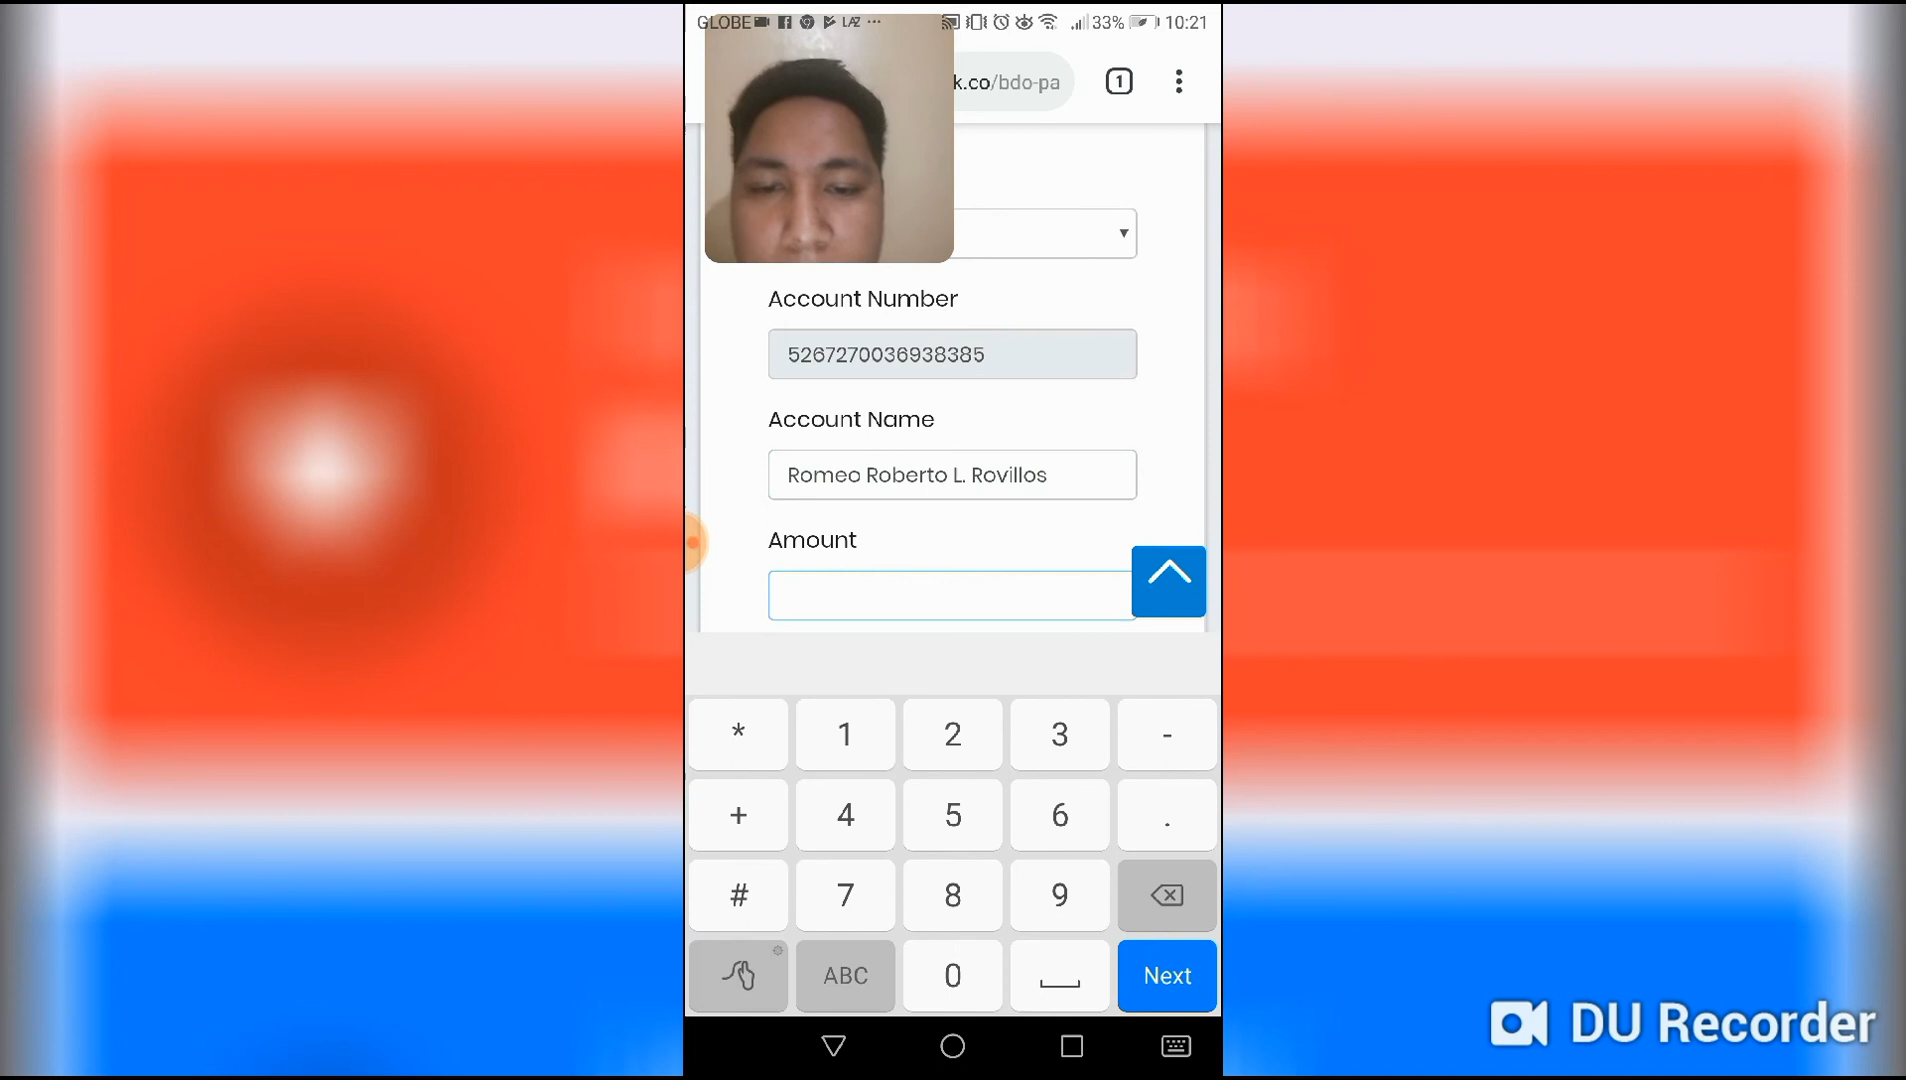 GLOBE LAZ ... 33% 10:21
k.co/bdo-pa 1
Account Number
5267270036938385
Account Name
Romeo Roberto L. Rovillos
Amount
* 1 2 3 -
+ 4 5 6 .
# 7 8 9
ABC 0 Next
DU Recorder